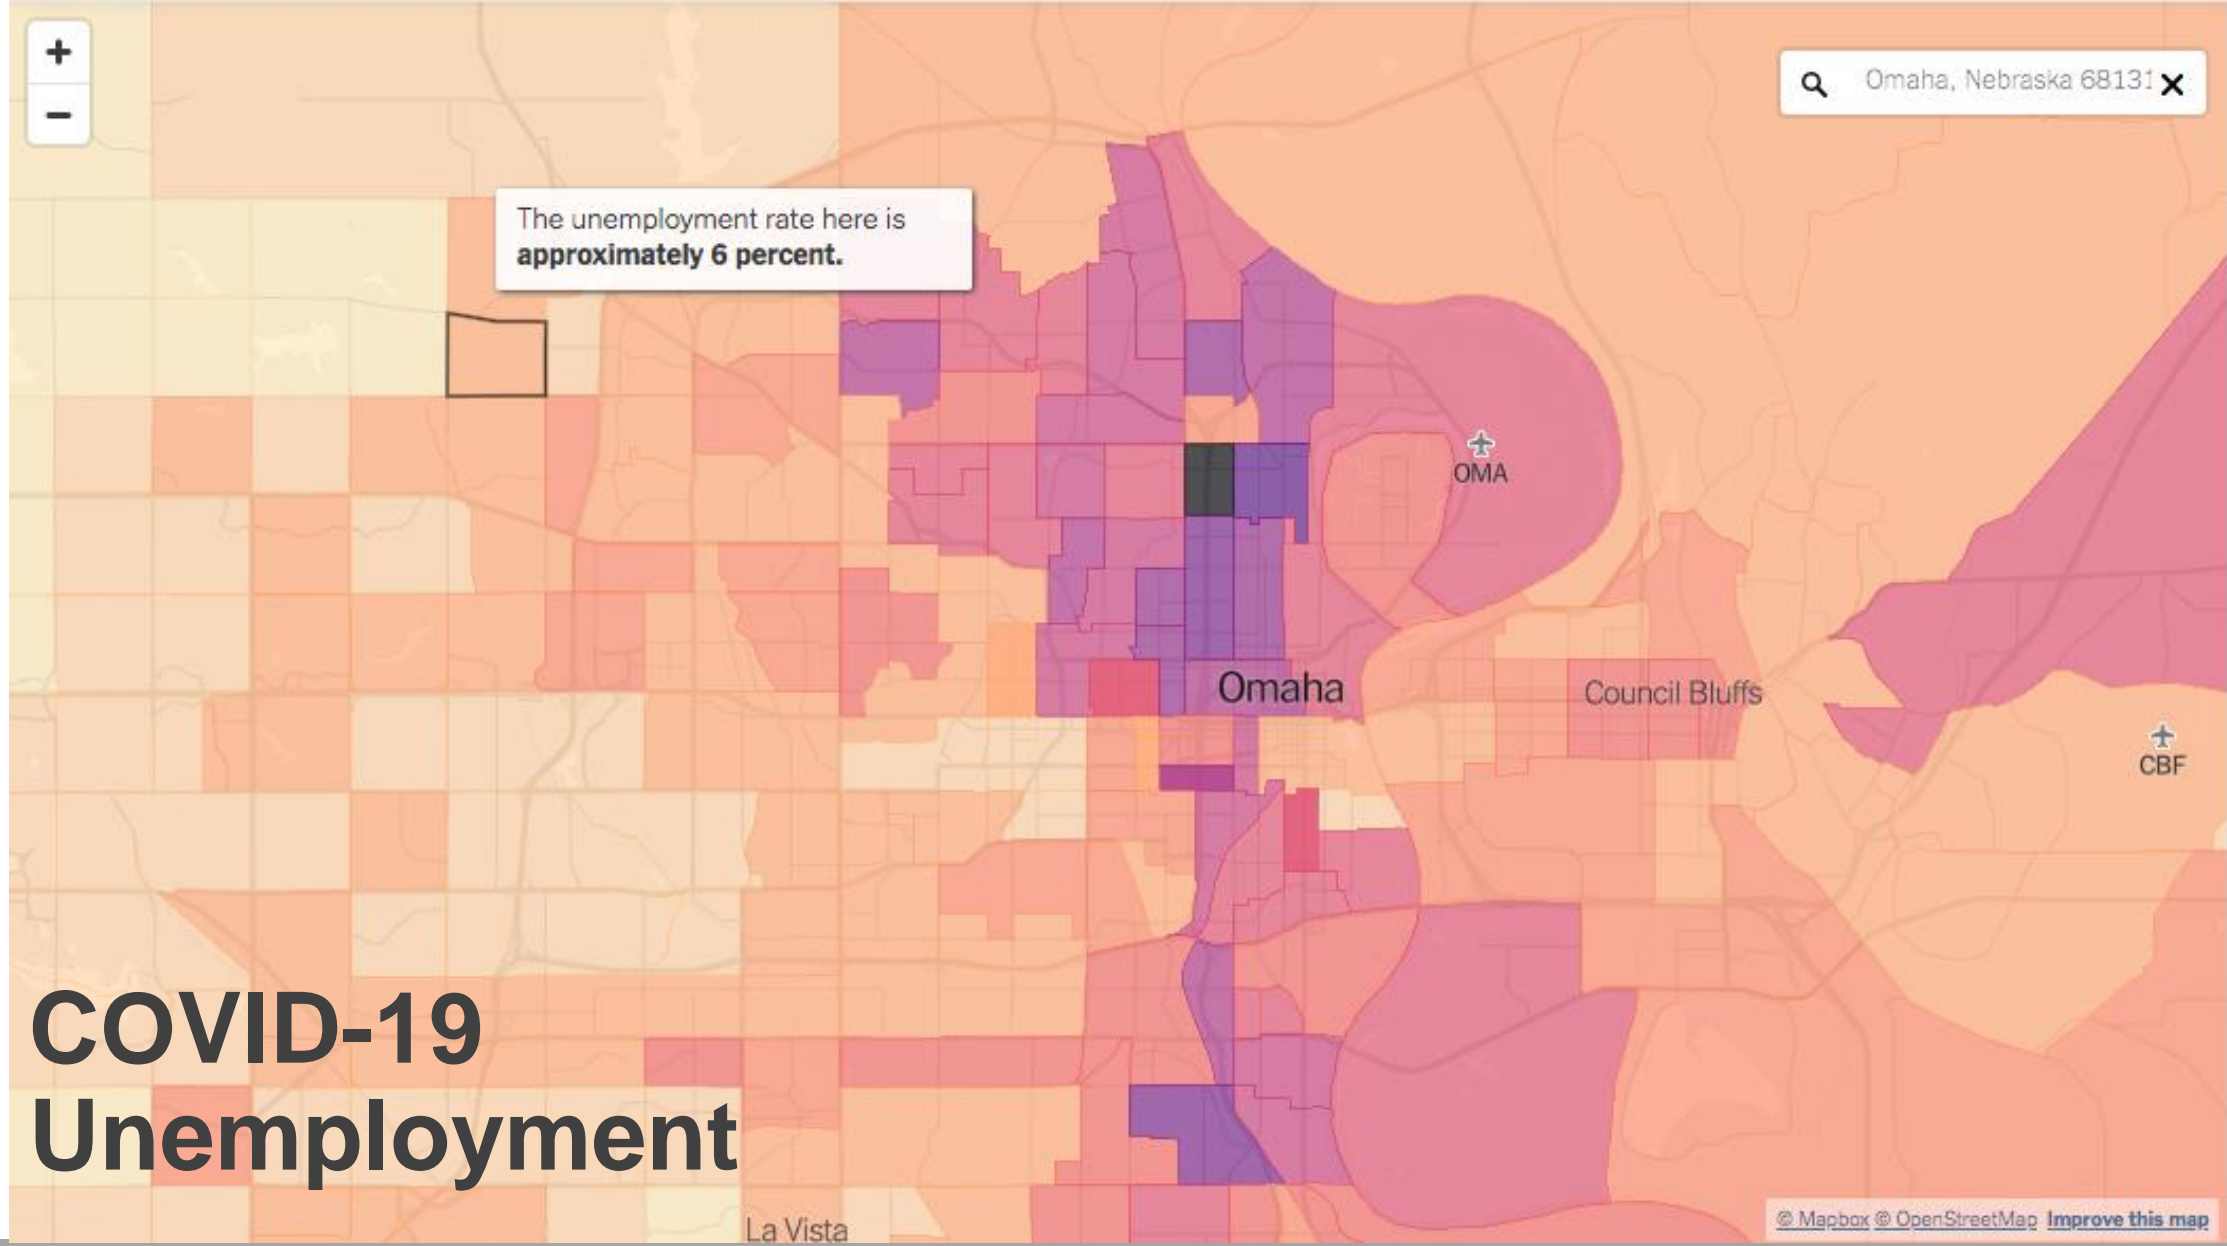 +
−
Omaha, Nebraska 68131
The unemployment rate here is
approximately 6 percent.
OMA
Omaha
Council Bluffs
CBF
COVID-19
Unemployment
La Vista
© Mapbox © OpenStreetMap Improve this map